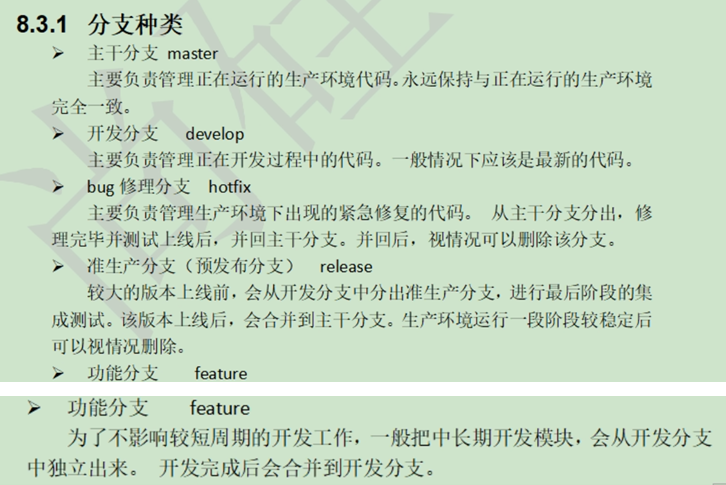 8.3.1 分支种类
➢ 主干分支 master
主要负责管理正在运行的生产环境代码。永远保持与正在运行的生产环境
完全一致。
➢ 开发分支 develop
主要负责管理正在开发过程中的代码。一般情况下应该是最新的代码。
➢ bug 修理分支 hotfix
主要负责管理生产环境下出现的紧急修复的代码。 从主干分支分出，修
理完毕并测试上线后，并回主干分支。并回后，视情况可以删除该分支。
➢ 准生产分支（预发布分支） release
较大的版本上线前，会从开发分支中分出准生产分支，进行最后阶段的集
成测试。该版本上线后，会合并到主干分支。生产环境运行一段阶段较稳定后
可以视情况删除。
➢ 功能分支 feature
➢ 功能分支 feature
为了不影响较短周期的开发工作，一般把中长期开发模块，会从开发分支
中独立出来。 开发完成后会合并到开发分支。